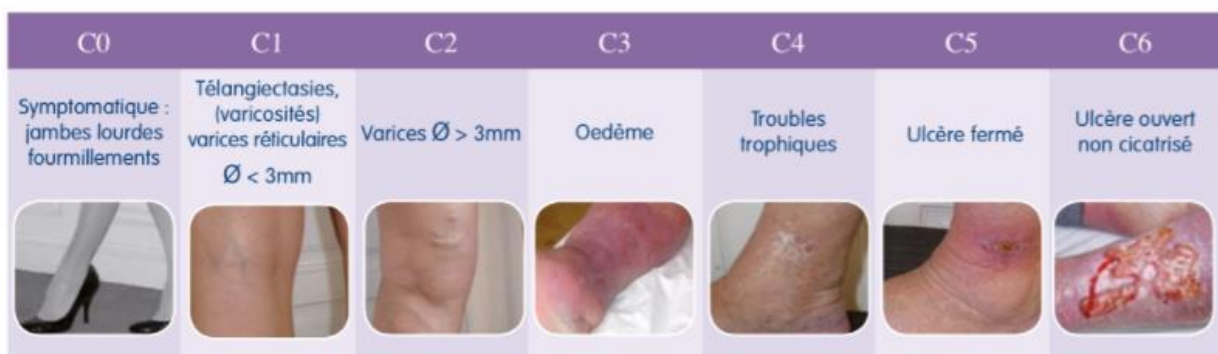 C0
C1
C2
C3
C4
C5
C6
Symptomatique :
jambes lourdes
fourmillements
Télangiectasies,
(varicosités)
varices réticulaires
Ø < 3mm
Varices Ø > 3mm
Oedème
Troubles
trophiques
Ulcère fermé
Ulcère ouvert
non cicatrisé